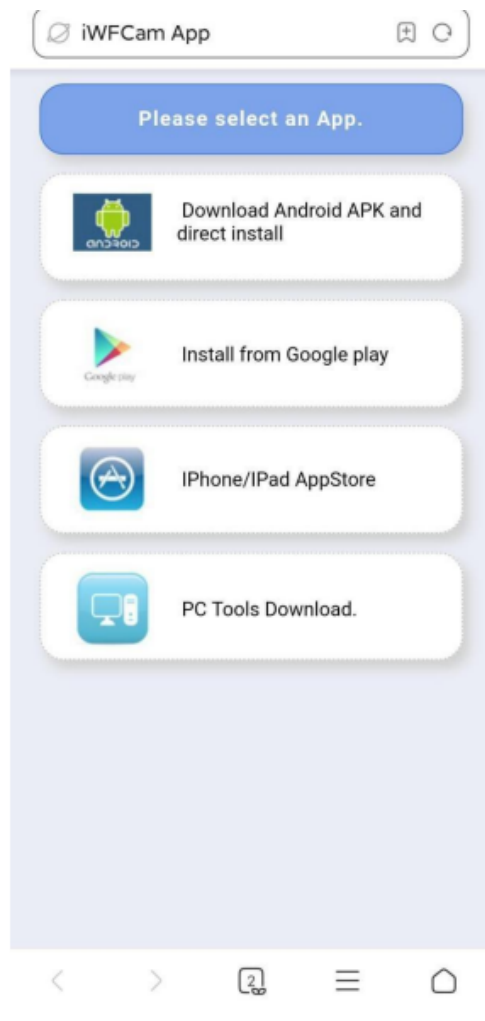 iWFCam App
Please select an App.
Download Android APK and
direct install
ANDROID
Install from Google play
Google play
IPhone/IPad AppStore
PC Tools Download.
2